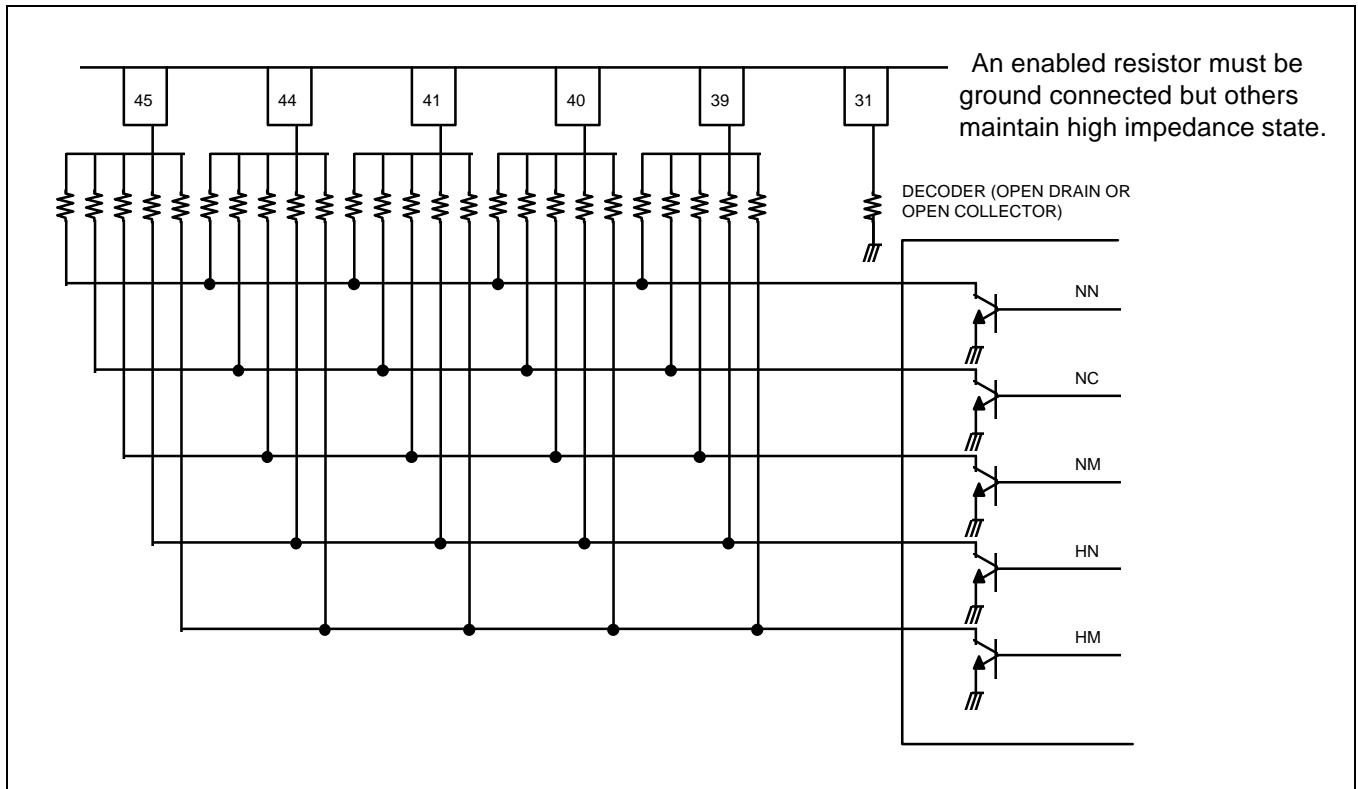 An enabled resistor must be
ground connected but others
maintain high impedance state.
45
44
41
40
39
31
DECODER (OPEN DRAIN OR
OPEN COLLECTOR)
NN
NC
NM
HN
HM